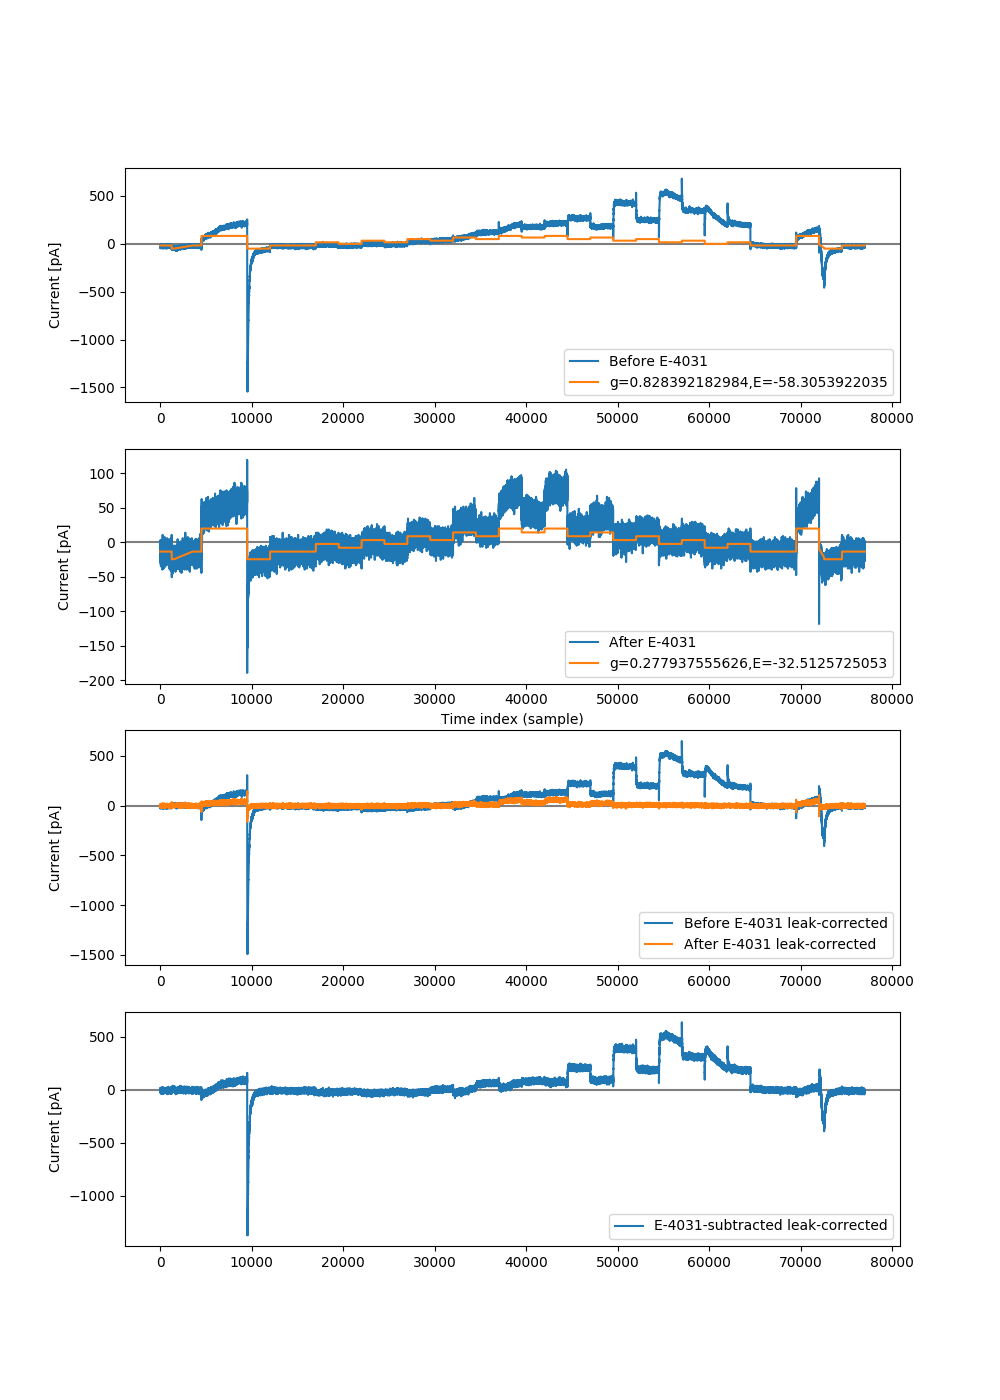 500
0
−500
−1000
−1500
Current [pA]
Before E-4031
g=0.828392182984,E=-58.3053922035
0 10000 20000 30000 40000 50000 60000 70000 80000
100
50
0
−50
−100
−150
−200
Current [pA]
After E-4031
g=0.277937555626,E=-32.5125725053
0 10000 20000 30000 40000 50000 60000 70000 80000
Time index (sample)
500
0
−500
−1000
−1500
Current [pA]
Before E-4031 leak-corrected
After E-4031 leak-corrected
0 10000 20000 30000 40000 50000 60000 70000 80000
500
0
−500
−1000
Current [pA]
E-4031-subtracted leak-corrected
0 10000 20000 30000 40000 50000 60000 70000 80000